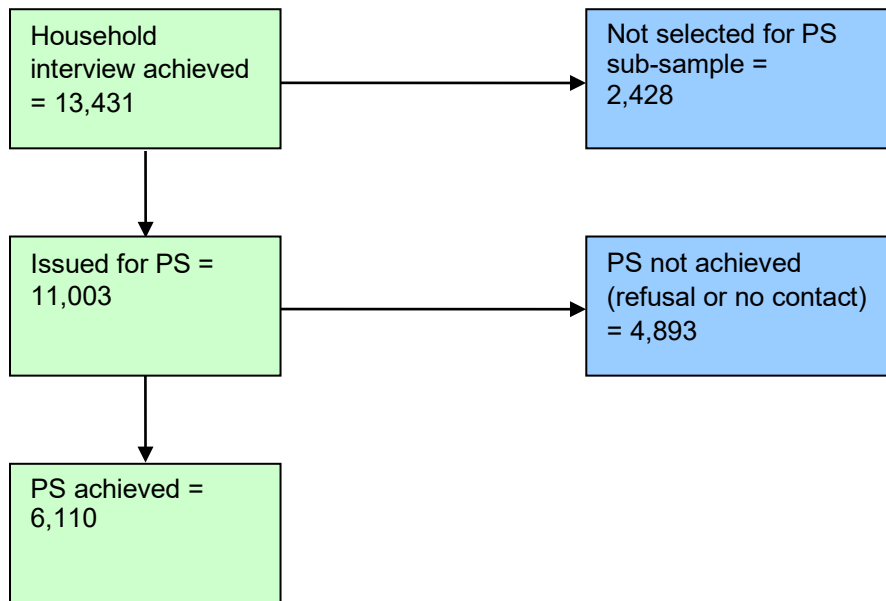 Household
interview achieved
= 13,431
Not selected for PS
sub-sample =
2,428
Issued for PS =
11,003
PS not achieved
(refusal or no contact)
= 4,893
PS achieved =
6,110